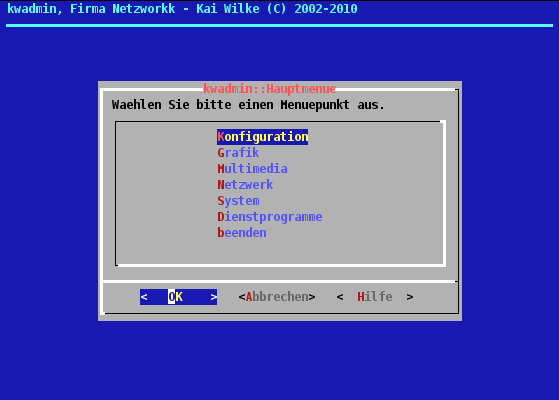 kwadmin, Firma Netzworkk - Kai Wilke (C) 2002-2010
kwadmin::Hauptmenue
Waehlen Sie bitte einen Menuepunkt aus.
Konfiguration
Grafik
Multimedia
Netzwerk
System
Dienstprogramme
beenden
< OK > <Abbrechen> < Hilfe >